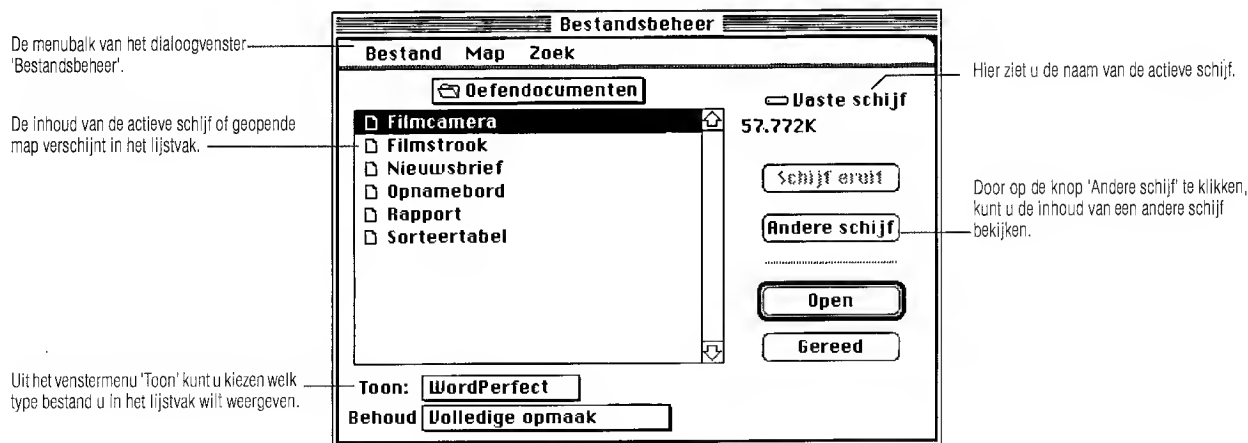 Bestandsbeheer
De menubalk van het dialoogvenster
'Bestandsbeheer'.
Bestand Map Zoek
Hier ziet u de naam van de actieve schijf.
Oefendocumenten
Vaste schijf
57.772K
De inhoud van de actieve schijf of geopende
map verschijnt in het lijstvak.
Filmcamera
Filmstrook
Nieuwsbrief
Opnamebord
Rapport
Sorteertabel
Schijf eruit
Andere schijf
Door op de knop 'Andere schijf' te klikken,
kunt u de inhoud van een andere schijf
bekijken.
Open
Gereed
Uit het venstermenu 'Toon' kunt u kiezen welk
type bestand u in het lijstvak wilt weergeven.
Toon: WordPerfect
Behoud Volledige opmaak